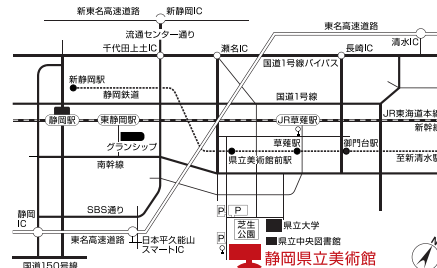 新東名高速道路
新静岡IC
東名高速道路
流通センター通り
清水IC
千代田上土IC
瀬名IC
長崎IC
国道1号線バイパス
新静岡駅
静岡鉄道
国道1号線
JR東海道本線
新幹線
静岡駅
東静岡駅
JR草薙駅
グランシップ
草薙駅
御門台駅
県立美術館前駅
至新清水駅
南幹線
静岡IC
SBS通り
P
P
芝生公園
県立大学
県立中央図書館
東名高速道路
日本平久能山
スマートIC
P
静岡県立美術館
国道150号線
N